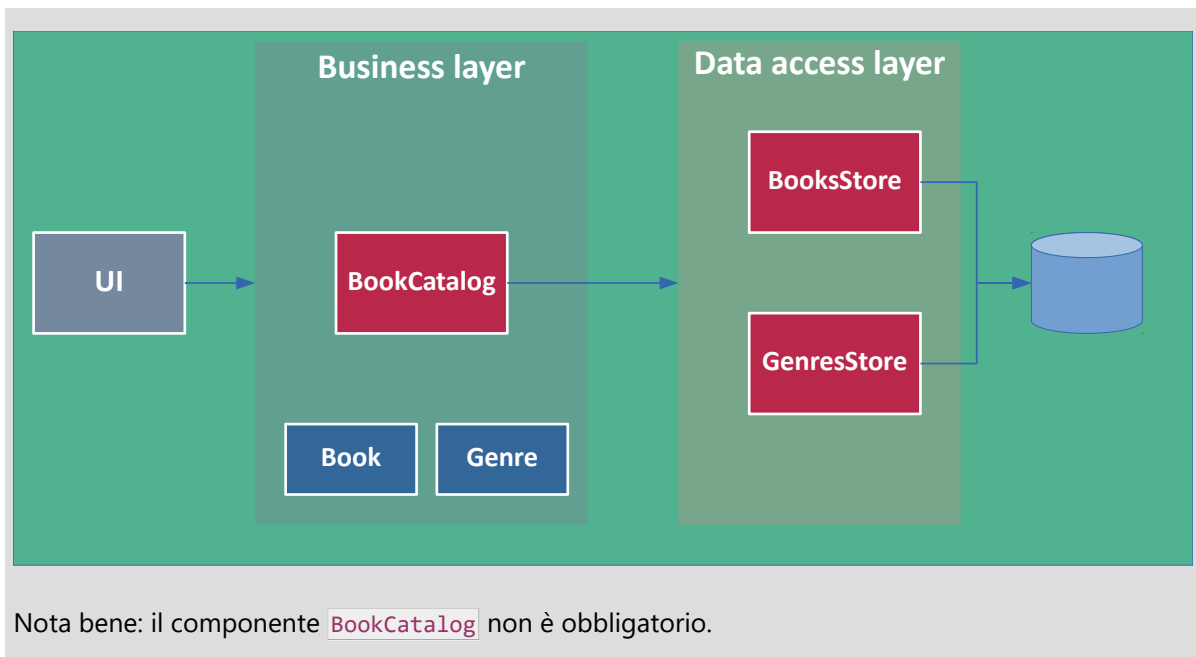 Business layer
Data access layer
BooksStore
UI
BookCatalog
GenresStore
Book
Genre
Nota bene: il componente BookCatalog non è obbligatorio.